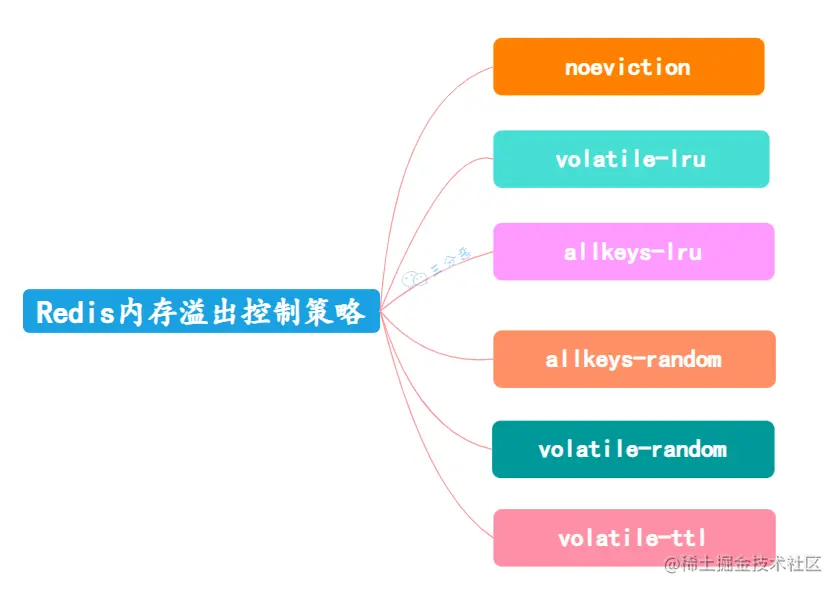 noeviction
volatile-lru
allkeys-lru
三分恶
Redis内存溢出控制策略
allkeys-random
volatile-random
volatile-ttl
@稀土掘金技术社区